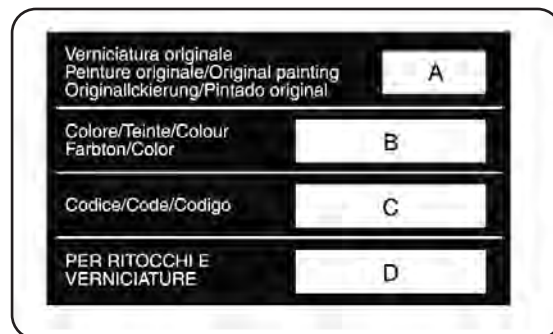 Verniciatura originale
Peinture originale/Original painting
Originallckierung/Pintado original
A
Colore/Teinte/Colour
Farbton/Color
B
Codice/Code/Codigo
C
PER RITOCCHI E
VERNICIATURE
D